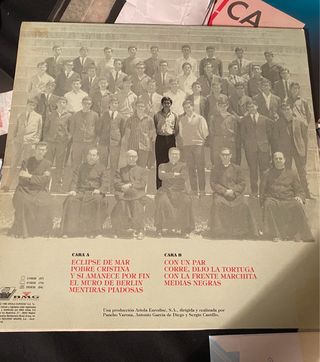 CA
CARA A
ECLIPSE DE MAR
POBRE CRISTINA
Y SI AMANECE POR FIN
EL MURO DE BERLIN
MENTIRAS PIADOSAS
CARA B
CON UN PAR
CORRE, DIJO LA TORTUGA
CON LA FRENTE MARCHITA
MEDIAS NEGRAS
BMG
Una producción Ariola Eurodisc, S.A., dirigida y realizada por
Pancho Varona, Antonio García de Diego y Sergio Castillo.